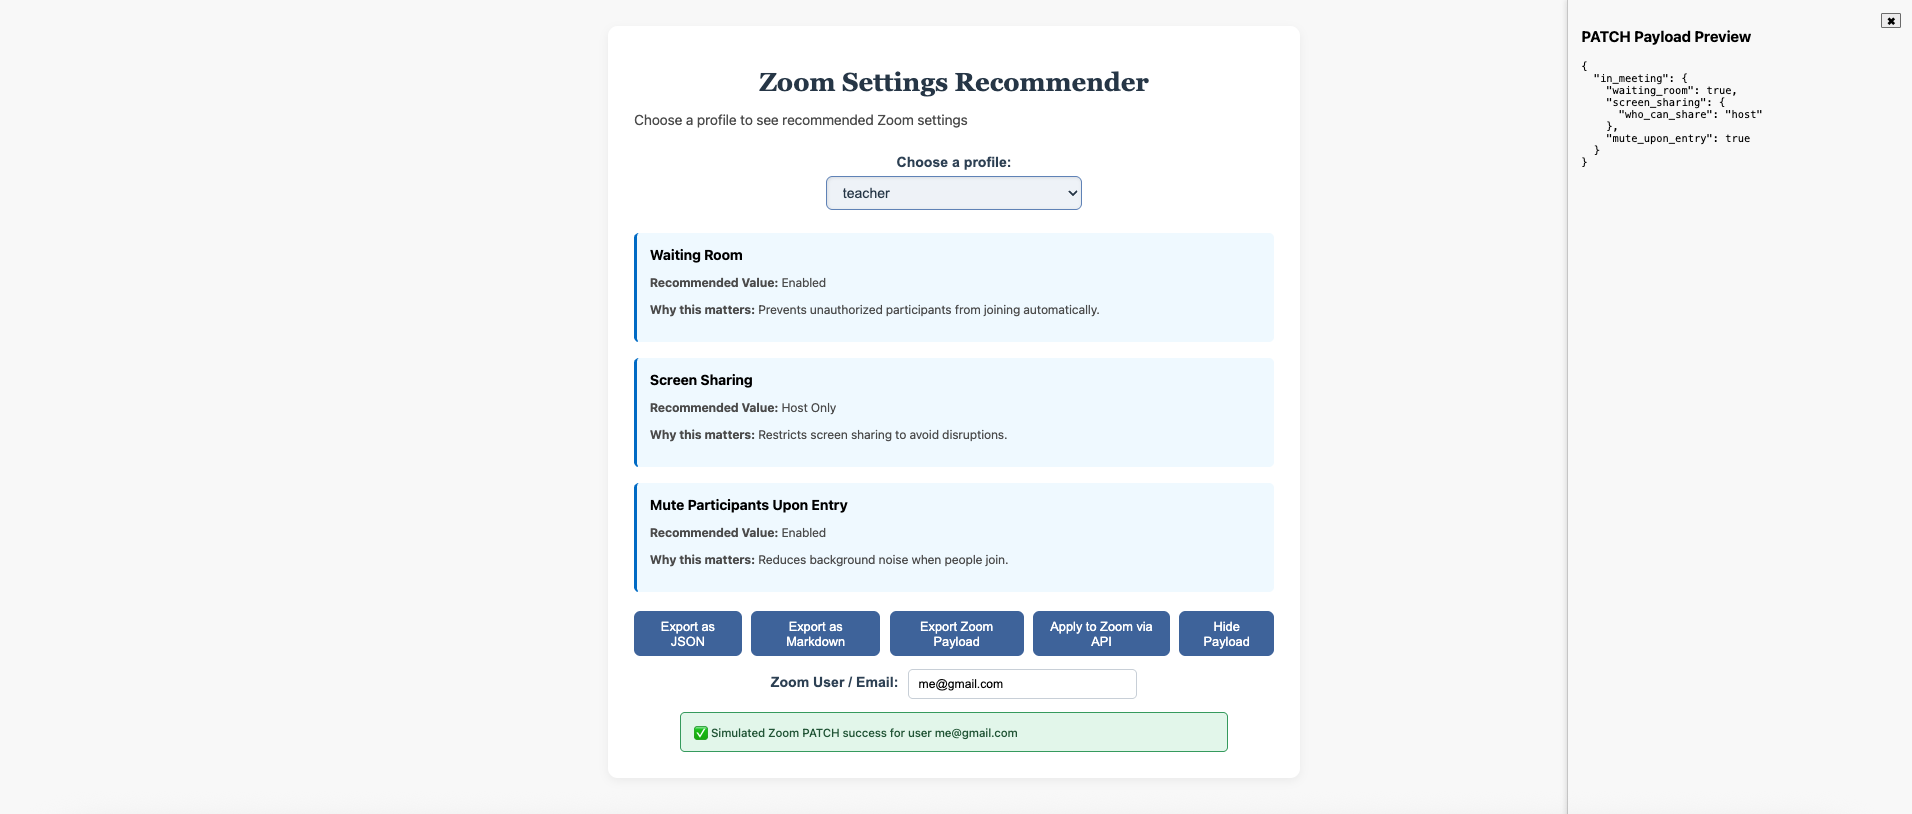 Zoom Settings Recommender
Choose a profile to see recommended Zoom settings
Choose a profile:
teacher
Waiting Room
Recommended Value: Enabled
Why this matters: Prevents unauthorized participants from joining automatically.
Screen Sharing
Recommended Value: Host Only
Why this matters: Restricts screen sharing to avoid disruptions.
Mute Participants Upon Entry
Recommended Value: Enabled
Why this matters: Reduces background noise when people join.
Export as
JSON
Export as
Markdown
Export Zoom
Payload
Apply to Zoom via
API
Hide
Payload
Zoom User / Email: me@gmail.com
✅ Simulated Zoom PATCH success for user me@gmail.com
✖
PATCH Payload Preview
{
  "in_meeting": {
    "waiting_room": true,
    "screen_sharing": {
      "who_can_share": "host"
    },
    "mute_upon_entry": true
  }
}